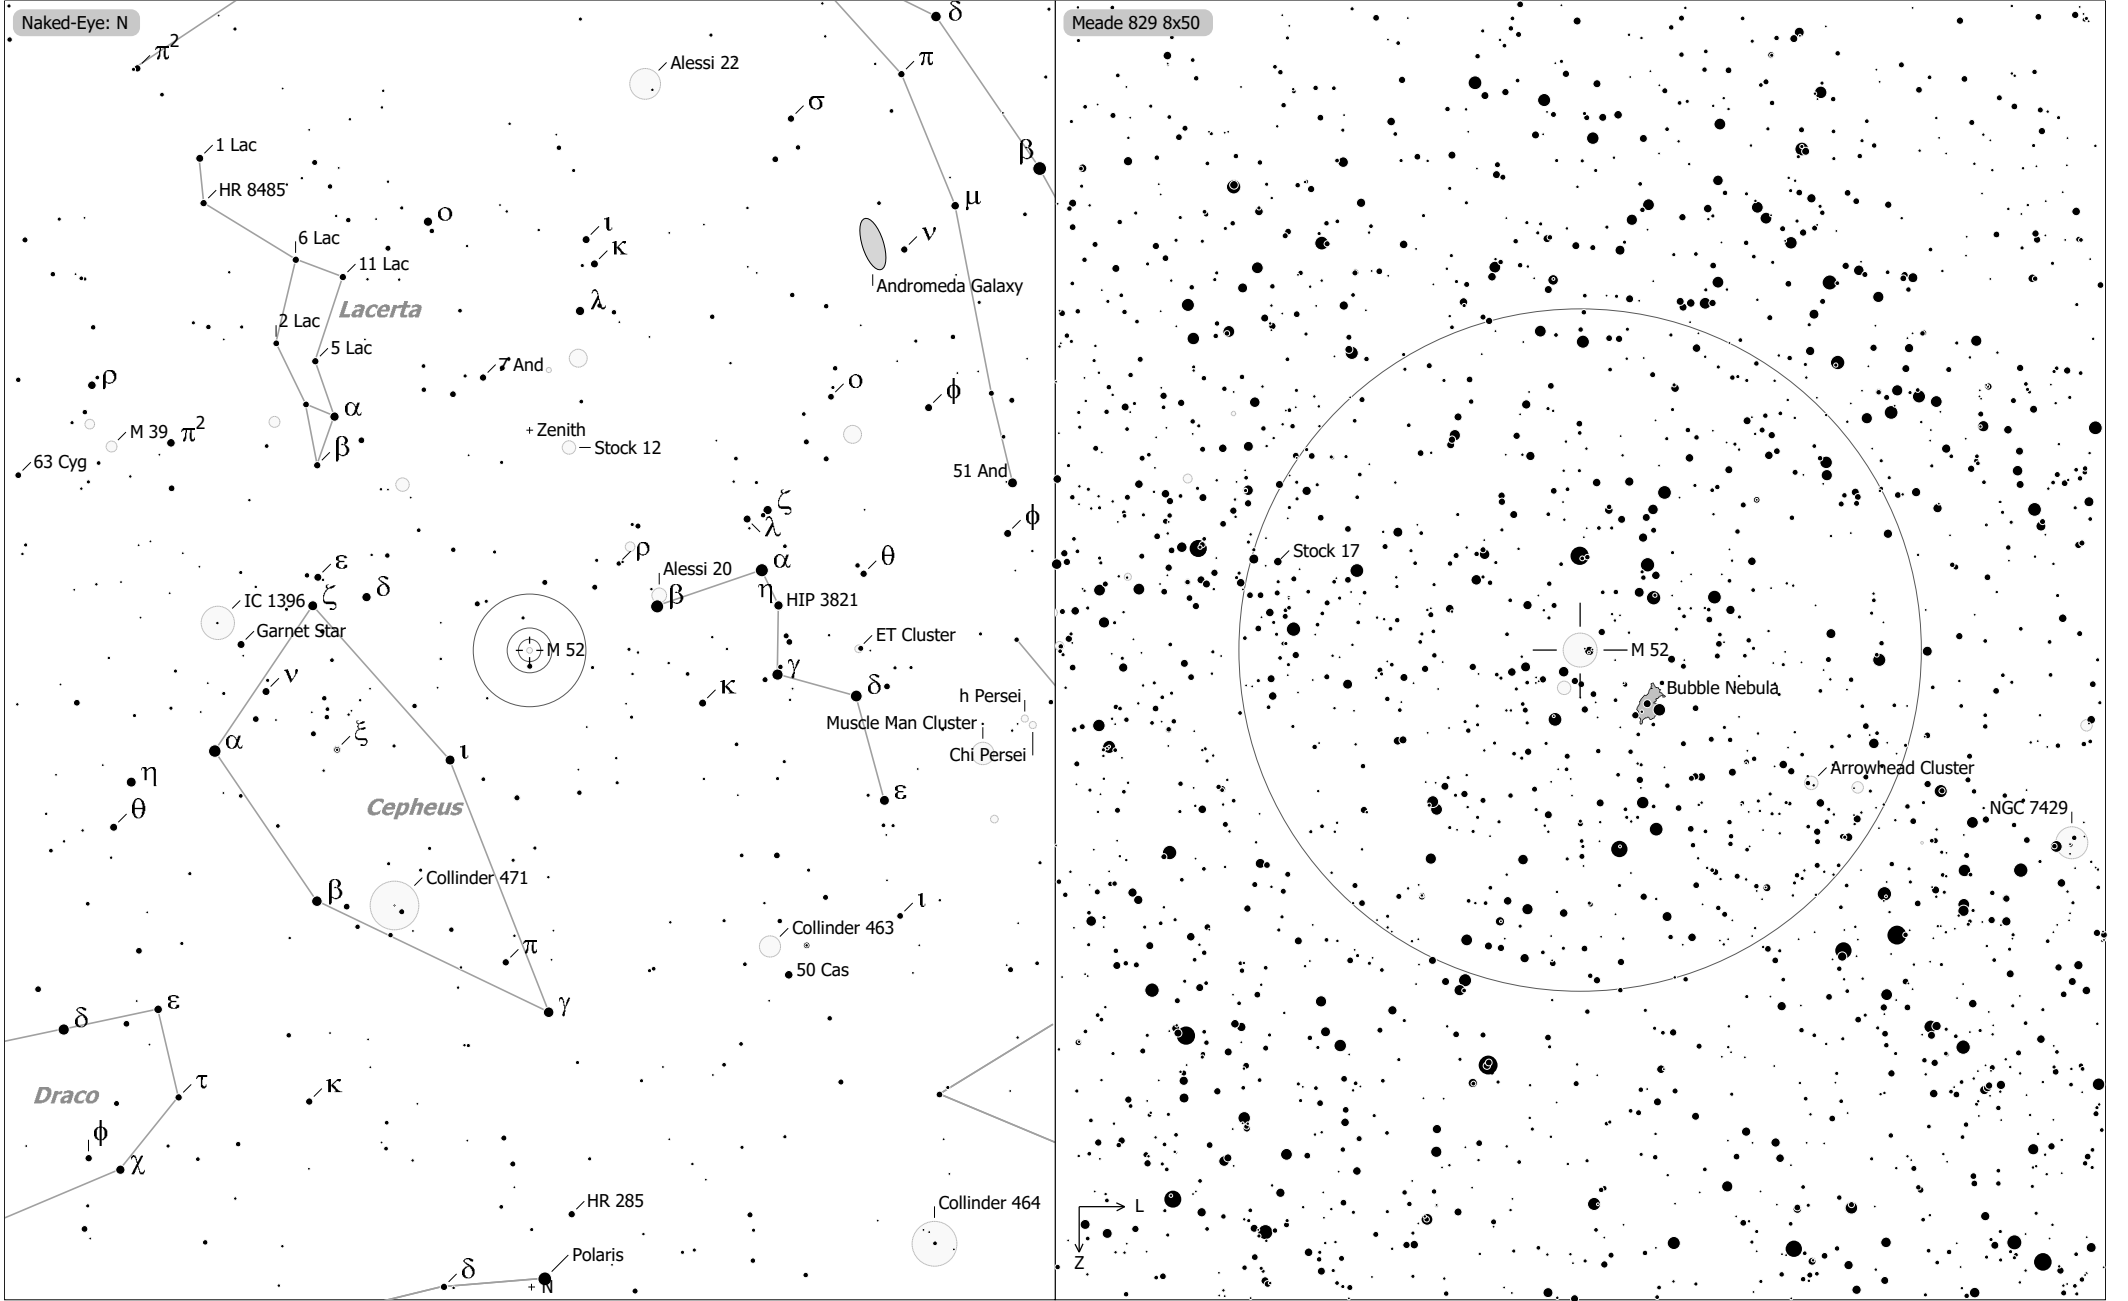 Naked-Eye: N
π²
Alessi 22
δ
π
σ
β
1 Lac
HR 8485
ο
μ
ι
κ
ν
6 Lac
11 Lac
Andromeda Galaxy
Lacerta
λ
2 Lac
5 Lac
7 And
ρ
ο
ϕ
α
M 39
π²
β
Zenith
Stock 12
63 Cyg
51 And
ζ
λ
ϕ
ρ
ε
δ
Alessi 20
α
θ
ζ
β
η
HIP 3821
IC 1396
Garnet Star
M 52
ET Cluster
ν
κ
γ
δ
h Persei
Muscle Man Cluster
ξ
α
ι
Chi Persei
η
ε
Cepheus
θ
Collinder 471
β
ι
Collinder 463
π
50 Cas
ε
δ
γ
τ
κ
Draco
ϕ
χ
HR 285
Collinder 464
Polaris
δ
N
Meade 829 8x50
Stock 17
M 52
Bubble Nebula
Arrowhead Cluster
NGC 7429
L
Z